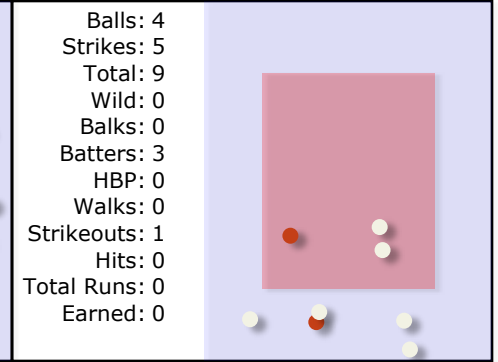 Balls: 4
Strikes: 5
Total: 9
Wild: 0
Balks: 0
Batters: 3
HBP: 0
Walks: 0
Strikeouts: 1
Hits: 0
Total Runs: 0
Earned: 0